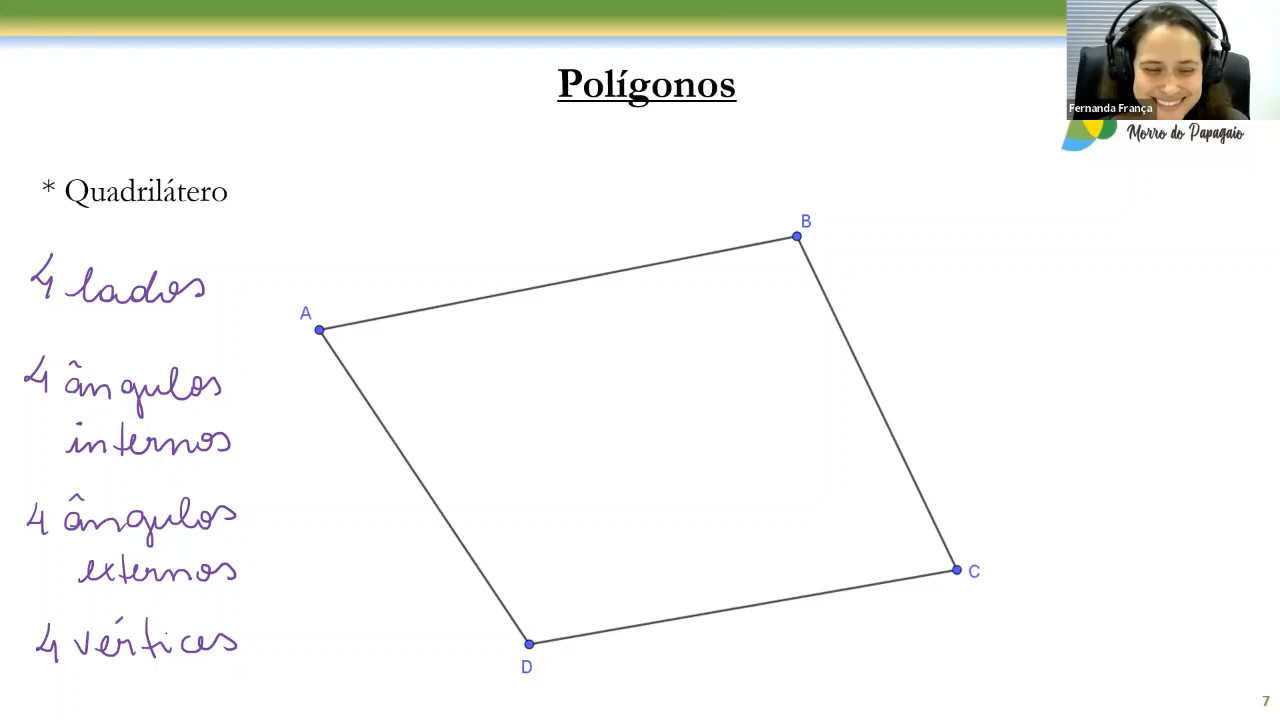 Polígonos
Fernanda França
Morro do Papagaio
* Quadrilátero
4 lados
4 ângulos
internos
4 ângulos
externos
4 vértices
A
B
C
D
7